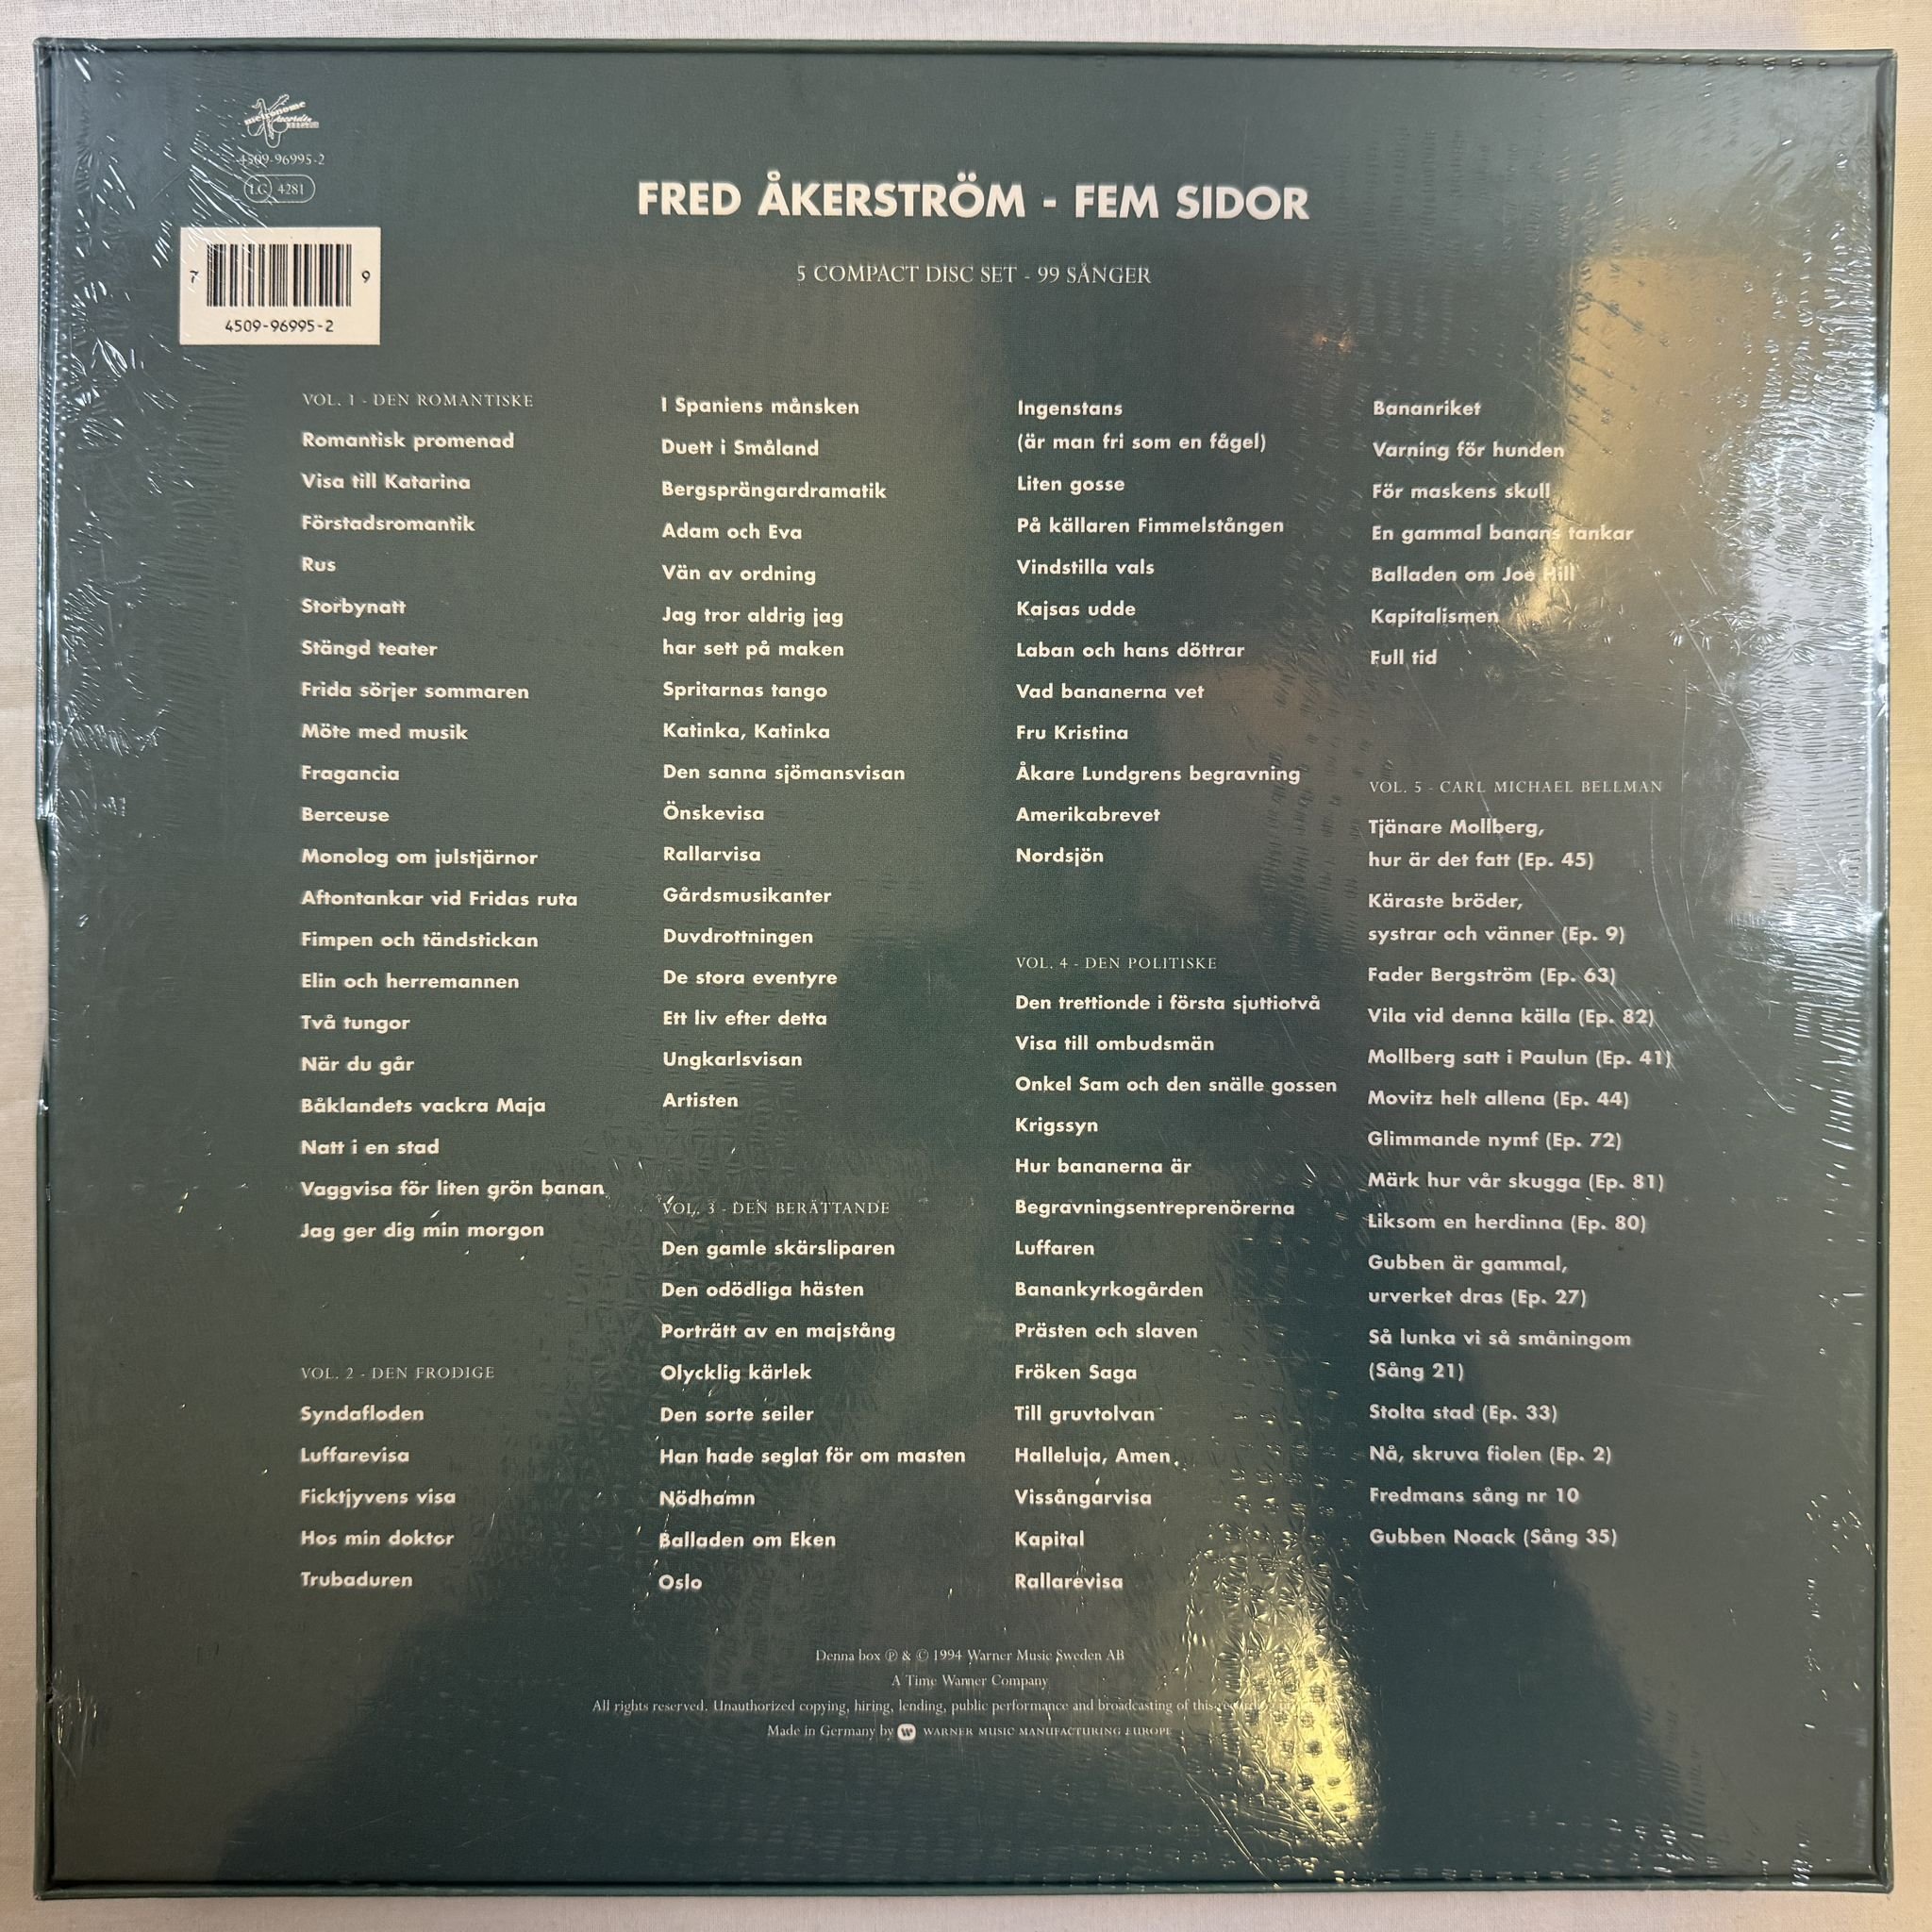 metronome
records
4509-96995-2
LC 4281
7 9
4509-96995-2
FRED ÅKERSTRÖM - FEM SIDOR
5 COMPACT DISC SET - 99 SÅNGER
VOL. 1 - DEN ROMANTISKE
Romantisk promenad
Visa till Katarina
Förstadsromantik
Rus
Storbynatt
Stängd teater
Frida sörjer sommaren
Möte med musik
Fragancia
Berceuse
Monolog om julstjärnor
Aftontankar vid Fridas ruta
Fimpen och tändstickan
Elin och herremannen
Två tungor
När du går
Båklandets vackra Maja
Natt i en stad
Vaggvisa för liten grön banan
Jag ger dig min morgon
VOL. 2 - DEN FRODIGE
Syndafloden
Luffarevisa
Ficktjyvens visa
Hos min doktor
Trubaduren
I Spaniens månsken
Duett i Småland
Bergsprängardramatik
Adam och Eva
Vän av ordning
Jag tror aldrig jag
har sett på maken
Spritarnas tango
Katinka, Katinka
Den sanna sjömansvisan
Önskevisa
Rallarvisa
Gårdsmusikanter
Duvdrottningen
De stora eventyre
Ett liv efter detta
Ungkarlsvisan
Artisten
VOL. 3 - DEN BERÄTTANDE
Den gamle skärsliparen
Den odödliga hästen
Porträtt av en majstång
Olycklig kärlek
Den sorte seiler
Han hade seglat för om masten
Nödhamn
Balladen om Eken
Oslo
Ingenstans
(är man fri som en fågel)
Liten gosse
På källaren Fimmelstången
Vindstilla vals
Kajsas udde
Laban och hans döttrar
Vad bananerna vet
Fru Kristina
Åkare Lundgrens begravning
Amerikabrevet
Nordsjön
VOL. 4 - DEN POLITISKE
Den trettionde i första sjuttiotvå
Visa till ombudsmän
Onkel Sam och den snälle gossen
Krigssyn
Hur bananerna är
Begravningsentreprenörerna
Luffaren
Banankyrkogården
Prästen och slaven
Fröken Saga
Till gruvtolvan
Halleluja, Amen
Vissångarvisa
Kapital
Rallarevisa
Bananriket
Varning för hunden
För maskens skull
En gammal banans tankar
Balladen om Joe Hill
Kapitalismen
Full tid
VOL. 5 - CARL MICHAEL BELLMAN
Tjänare Mollberg,
hur är det fatt (Ep. 45)
Käraste bröder,
systrar och vänner (Ep. 9)
Fader Bergström (Ep. 63)
Vila vid denna källa (Ep. 82)
Mollberg satt i Paulun (Ep. 41)
Movitz helt allena (Ep. 44)
Glimmande nymf (Ep. 72)
Märk hur vår skugga (Ep. 81)
Liksom en herdinna (Ep. 80)
Gubben är gammal,
urverket dras (Ep. 27)
Så lunka vi så småningom
(Sång 21)
Stolta stad (Ep. 33)
Nå, skruva fiolen (Ep. 2)
Fredmans sång nr 10
Gubben Noack (Sång 35)
Denna box ℗ & © 1994 Warner Music Sweden AB
A Time Warner Company
All rights reserved. Unauthorized copying, hiring, lending, public performance and broadcasting of this
Made in Germany by WARNER MUSIC MANUFACTURING EUROPE